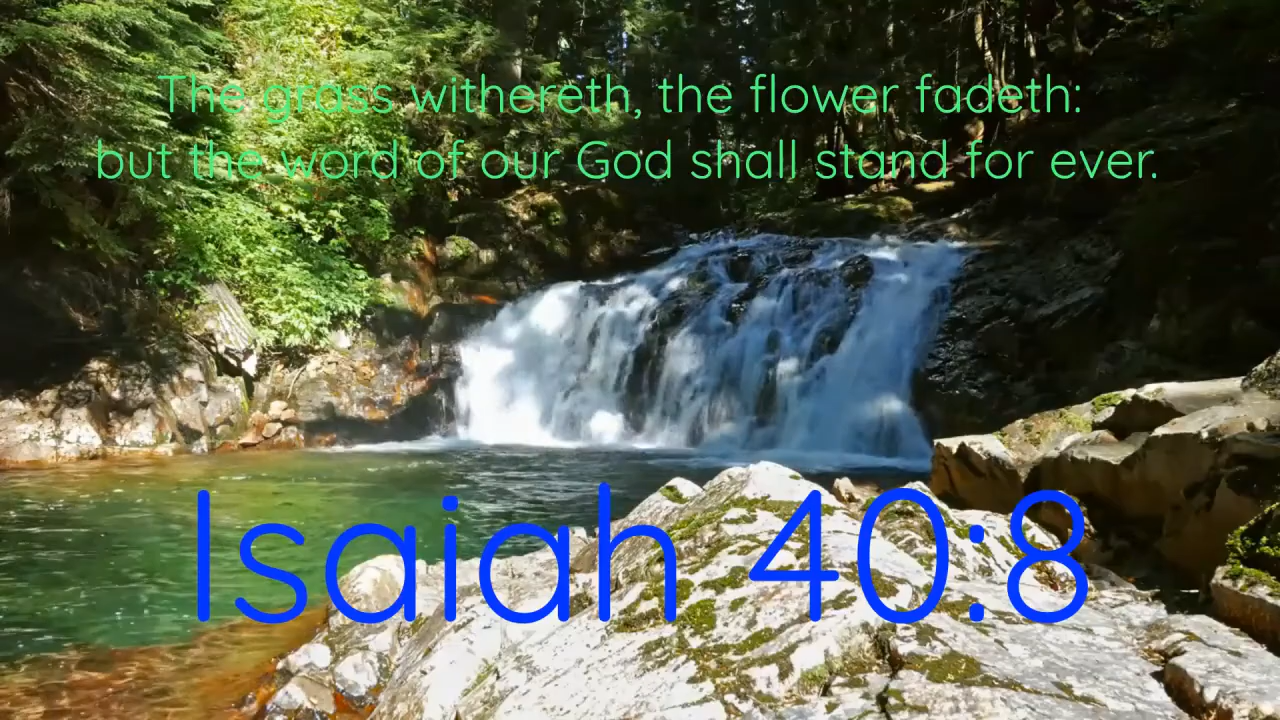 The grass withereth, the flower fadeth:
but the word of our God shall stand for ever.
Isaiah 40:8